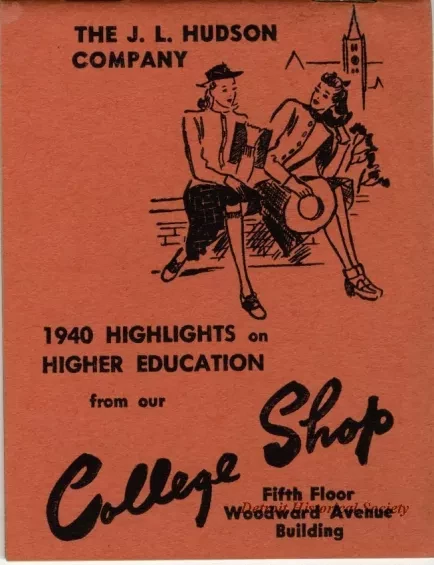 THE J. L. HUDSON
COMPANY
1940 HIGHLIGHTS on
HIGHER EDUCATION
from our
College Shop
Fifth Floor
Detroit Historical Society
Woodward Avenue
Building